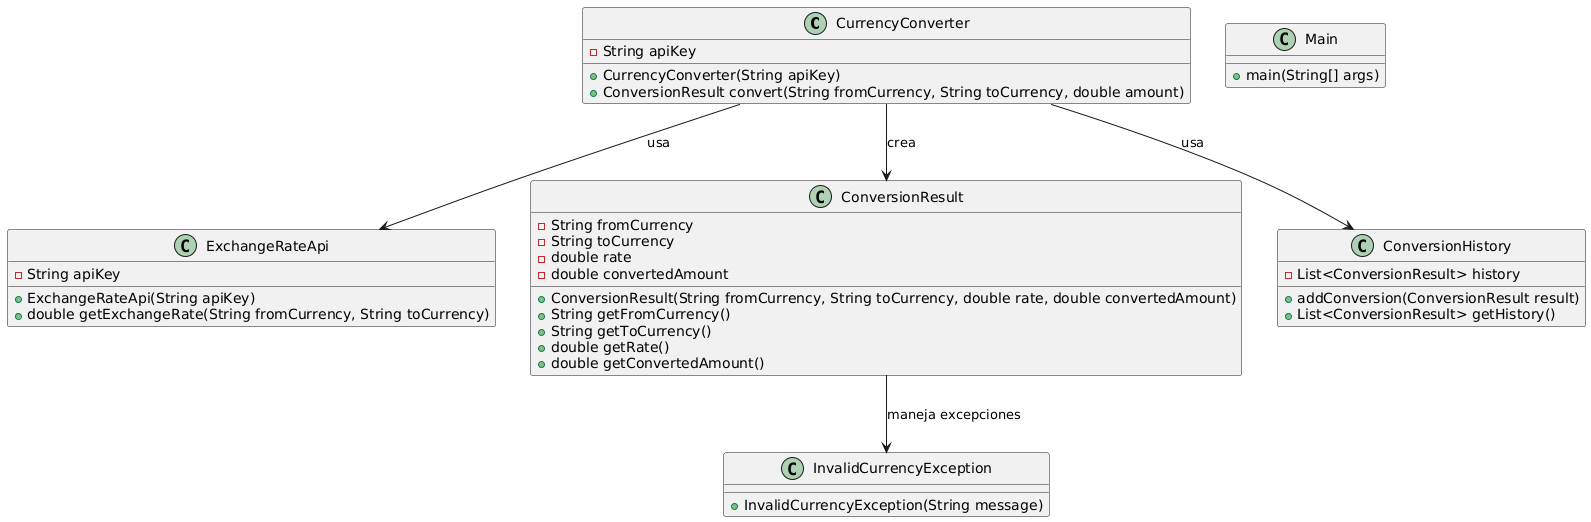 C CurrencyConverter
String apiKey
CurrencyConverter(String apiKey)
ConversionResult convert(String fromCurrency, String toCurrency, double amount)
C Main
main(String[] args)
usa
crea
usa
C ExchangeRateApi
String apiKey
ExchangeRateApi(String apiKey)
double getExchangeRate(String fromCurrency, String toCurrency)
C ConversionResult
String fromCurrency
String toCurrency
double rate
double convertedAmount
ConversionResult(String fromCurrency, String toCurrency, double rate, double convertedAmount)
String getFromCurrency()
String getToCurrency()
double getRate()
double getConvertedAmount()
C ConversionHistory
List<ConversionResult> history
addConversion(ConversionResult result)
List<ConversionResult> getHistory()
maneja excepciones
C InvalidCurrencyException
InvalidCurrencyException(String message)